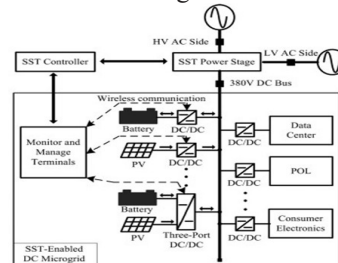 HV AC Side
LV AC Side
SST Controller
SST Power Stage
380V DC Bus
Wireless communication
Battery
DC/DC
Monitor and
Manage
Terminals
PV
DC/DC
Battery
PV
Three-Port
DC/DC
DC/DC
Data
Center
DC/DC
POL
DC/DC
Consumer
Electronics
SST-Enabled
DC Microgrid